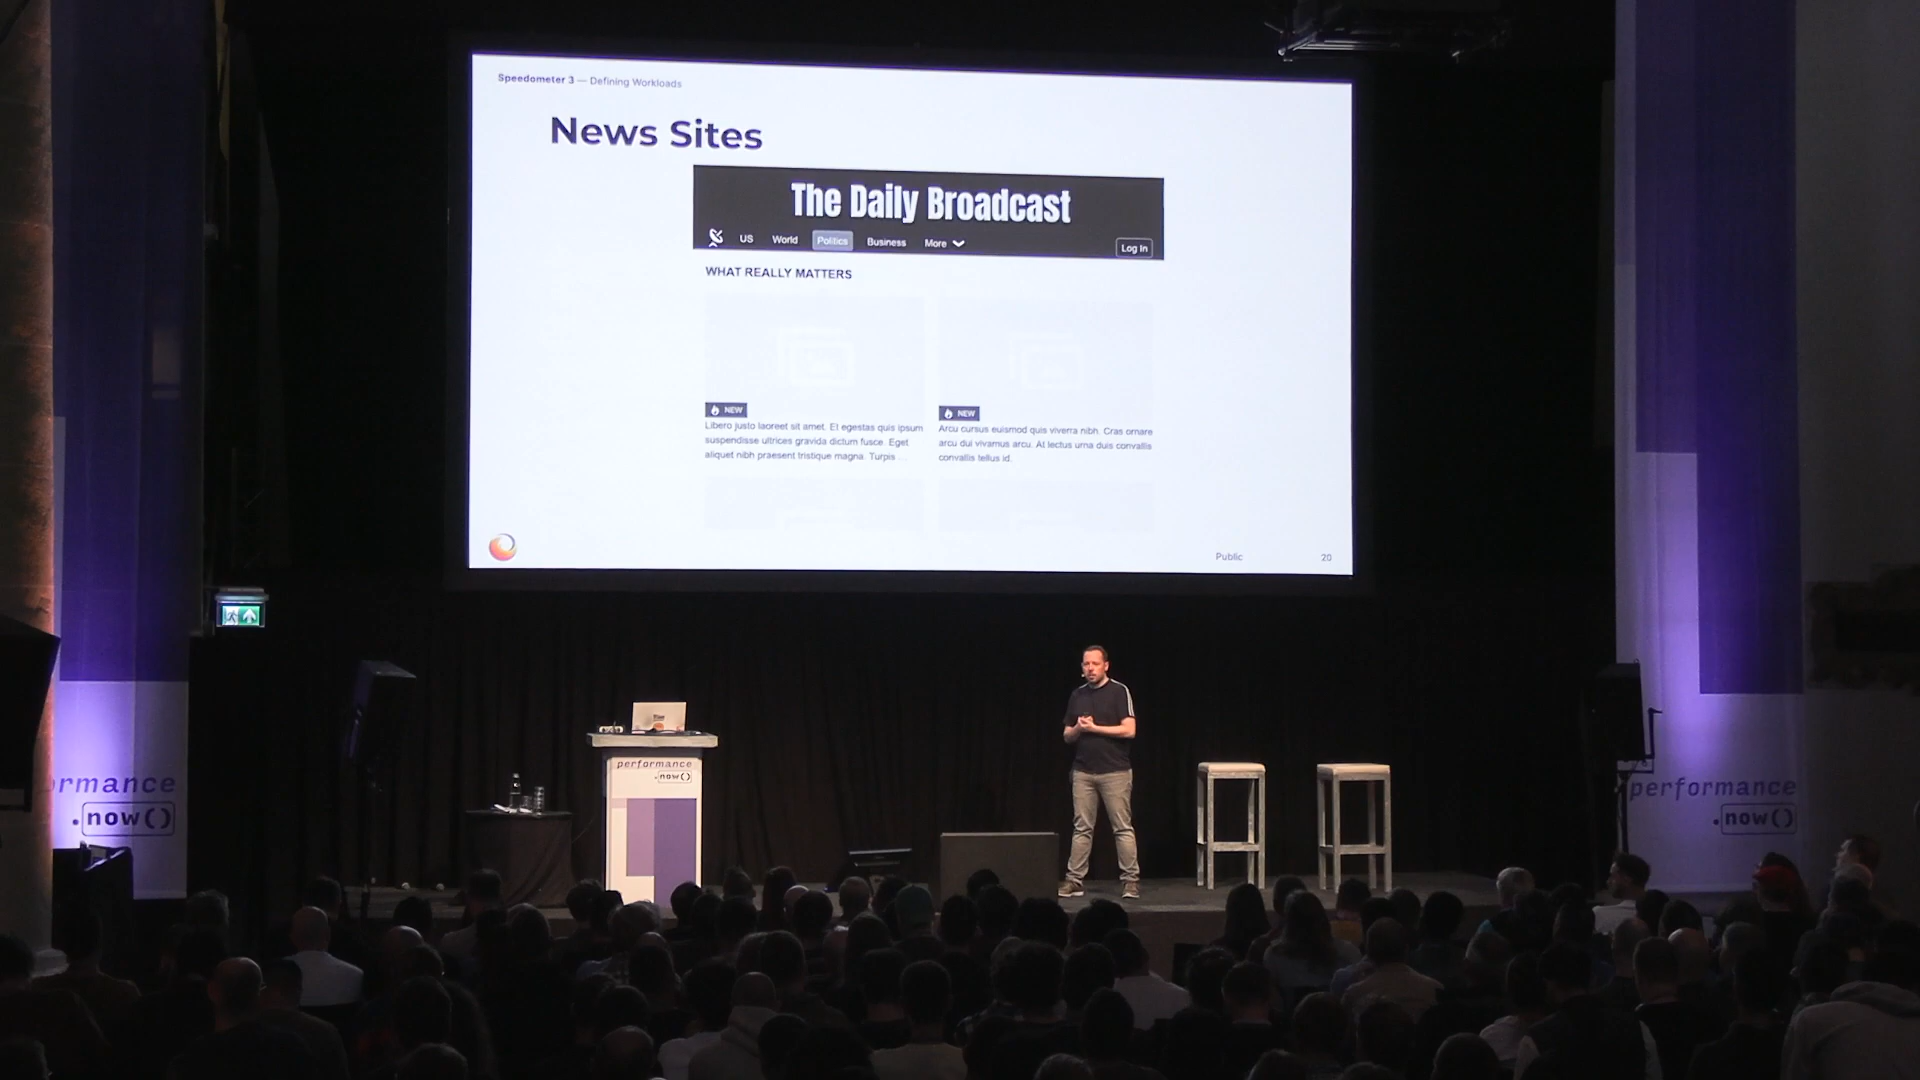 Speedometer 3 — Defining Workloads
News Sites
The Daily Broadcast
US World Politics Business More
Log In
WHAT REALLY MATTERS
NEW
Libero justo laoreet sit amet. Et egestas quis ipsum
suspendisse ultrices gravida dictum fusce. Eget
aliquet nibh praesent tristique magna. Turpis ...
NEW
Arcu cursus euismod quis viverra nibh. Cras ornare
arcu dui vivamus arcu. At lectus urna duis convallis
convallis tellus id.
Public
20
performance
.now()
ormance
.now()
performance
.now()